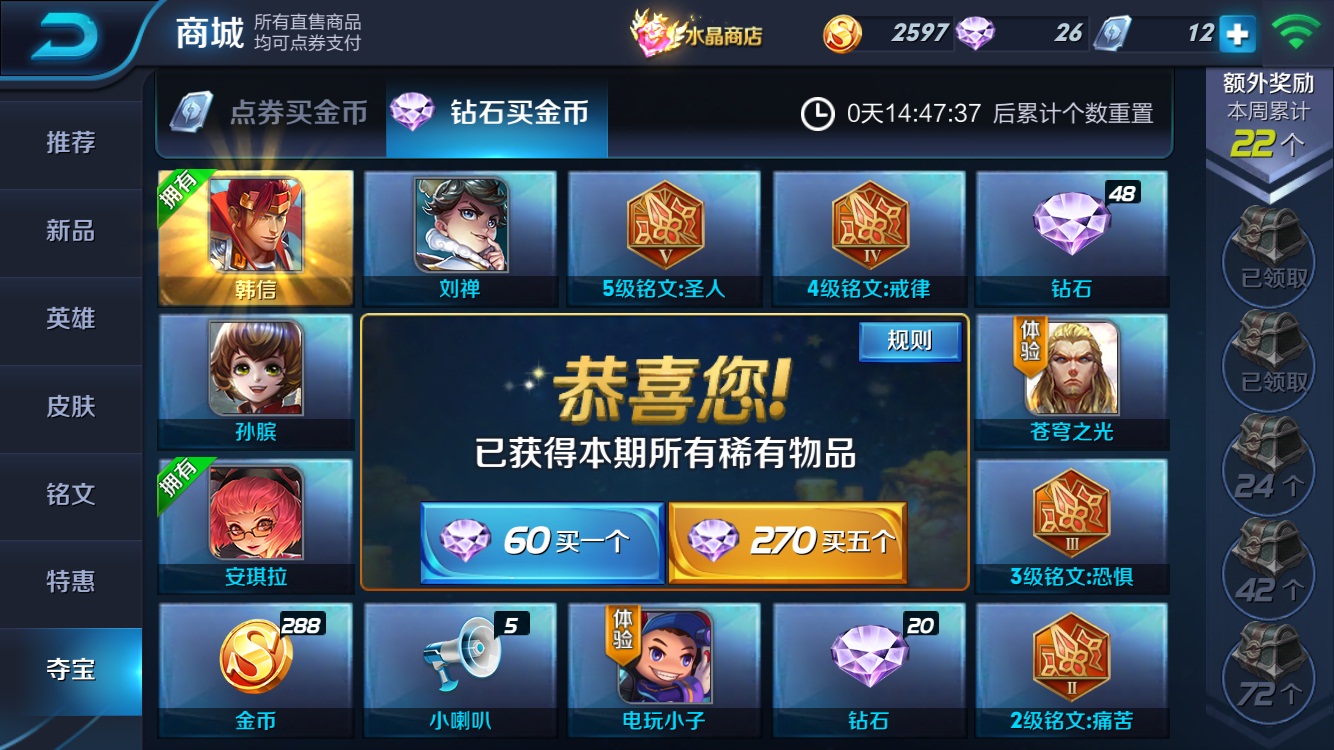 商城
所有直售商品
均可点券支付
水晶商店
2597
26
12
推荐
新品
英雄
皮肤
铭文
特惠
夺宝
点券买金币
钻石买金币
0天14:47:37 后累计个数重置
额外奖励
本周累计
22个
已领取
已领取
24个
42个
72个
拥有
韩信
刘禅
V
5级铭文:圣人
IV
4级铭文:戒律
48
钻石
孙膑
规则
恭喜您!
已获得本期所有稀有物品
60买一个
270买五个
体验
苍穹之光
拥有
安琪拉
III
3级铭文:恐惧
288
金币
5
小喇叭
体验
电玩小子
20
钻石
II
2级铭文:痛苦